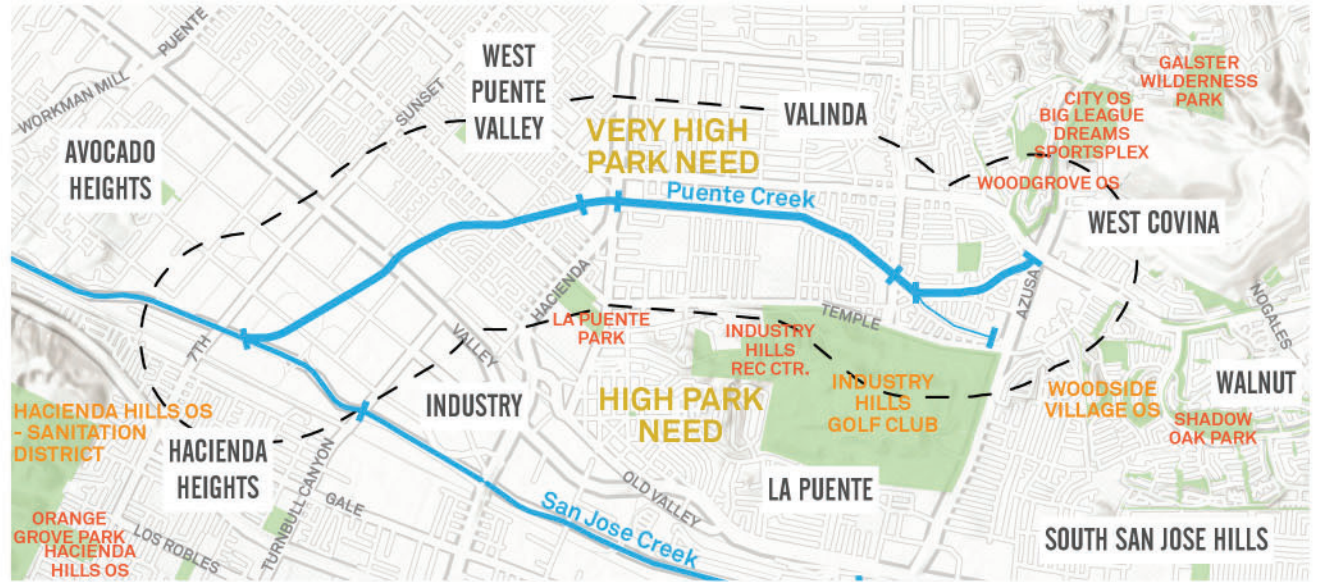 PUENTE
WORKMAN MILL
SUNSET
WEST
PUENTE
VALLEY
VALINDA
GALSTER
WILDERNESS
PARK
CITY OS
BIG LEAGUE
DREAMS
SPORTSPLEX
AVOCADO
HEIGHTS
VERY HIGH
PARK NEED
WOODGROVE OS
Puente Creek
WEST COVINA
HACIENDA
AZUSA
NOGALES
7TH
VALLEY
LA PUENTE
PARK
INDUSTRY
HILLS
REC CTR.
TEMPLE
INDUSTRY
HIGH PARK
NEED
INDUSTRY
HILLS
GOLF CLUB
WOODSIDE
VILLAGE OS
WALNUT
SHADOW
OAK PARK
HACIENDA HILLS OS
- SANITATION
DISTRICT
HACIENDA
HEIGHTS
TURNBULL CANYON
GALE
OLD VALLEY
LA PUENTE
San Jose Creek
ORANGE
GROVE PARK
HACIENDA
HILLS OS
LOS ROBLES
SOUTH SAN JOSE HILLS